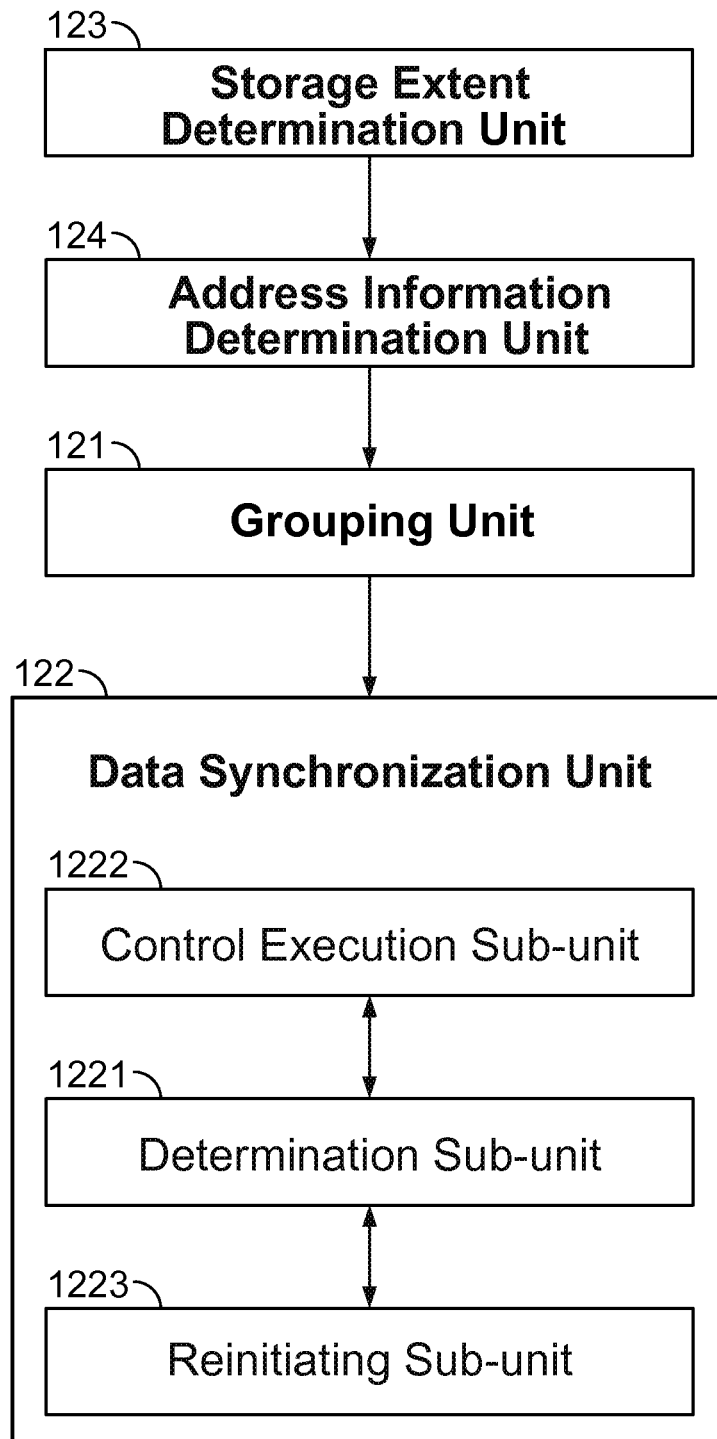 123
Storage Extent
Determination Unit
124
Address Information
Determination Unit
121
Grouping Unit
122
Data Synchronization Unit
1222
Control Execution Sub-unit
1221
Determination Sub-unit
1223
Reinitiating Sub-unit